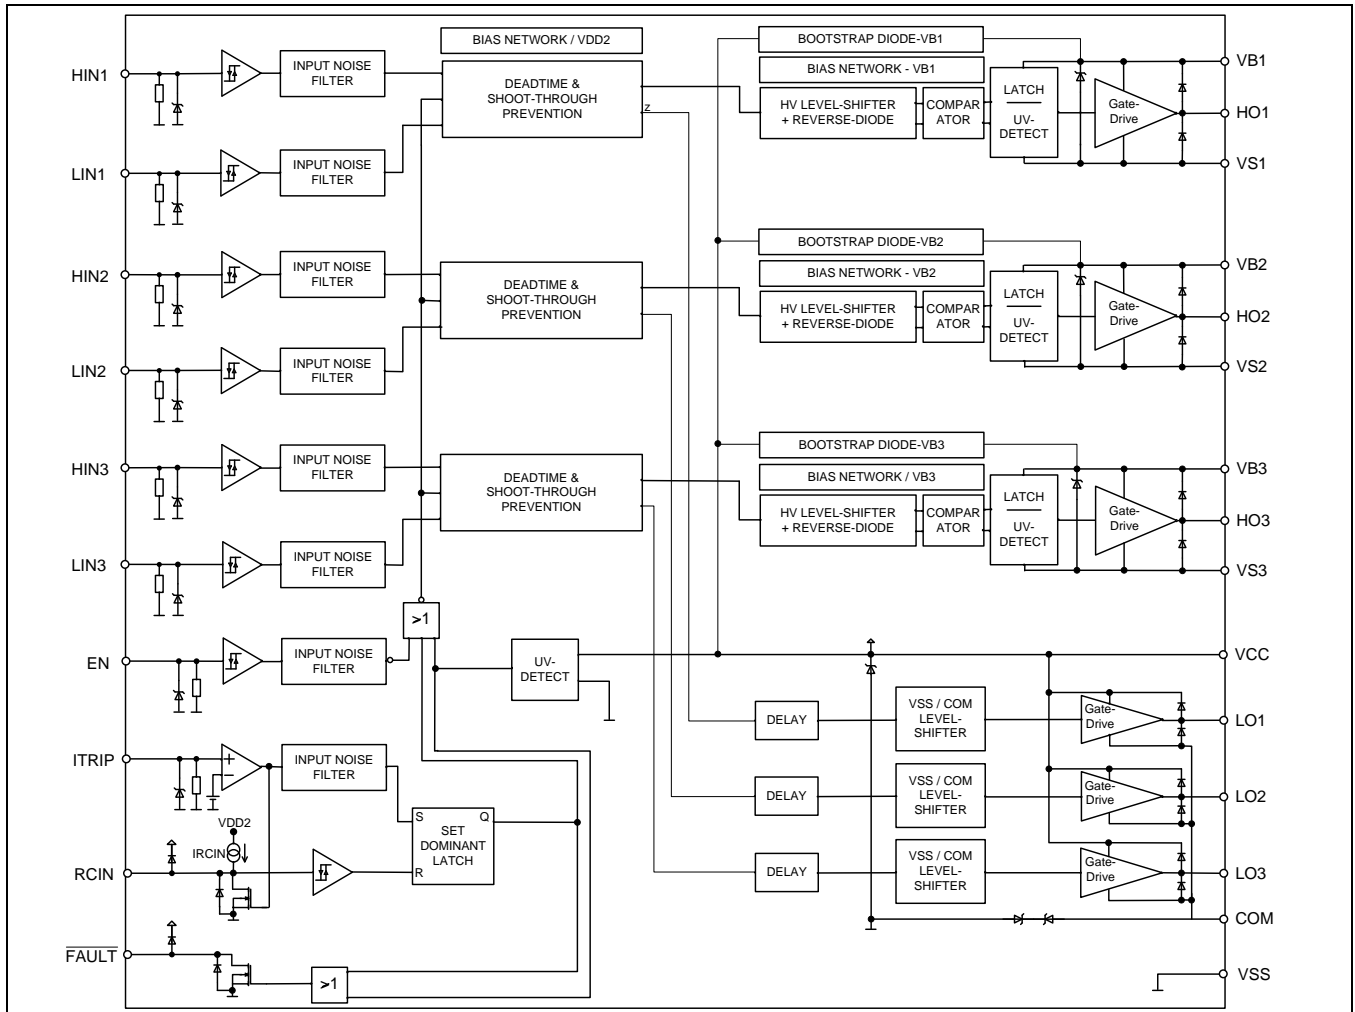 BIAS NETWORK / VDD2
BOOTSTRAP DIODE-VB1
HIN1
INPUT NOISE
FILTER
DEADTIME &
SHOOT-THROUGH
PREVENTION
Z
BIAS NETWORK - VB1
HV LEVEL-SHIFTER
+ REVERSE-DIODE
COMPAR
ATOR
LATCH
UV-
DETECT
Gate-
Drive
VB1
HO1
VS1
LIN1
INPUT NOISE
FILTER
BOOTSTRAP DIODE-VB2
HIN2
INPUT NOISE
FILTER
DEADTIME &
SHOOT-THROUGH
PREVENTION
BIAS NETWORK - VB2
HV LEVEL-SHIFTER
+ REVERSE-DIODE
COMPAR
ATOR
LATCH
UV-
DETECT
Gate-
Drive
VB2
HO2
VS2
LIN2
INPUT NOISE
FILTER
BOOTSTRAP DIODE-VB3
HIN3
INPUT NOISE
FILTER
DEADTIME &
SHOOT-THROUGH
PREVENTION
BIAS NETWORK / VB3
HV LEVEL-SHIFTER
+ REVERSE-DIODE
COMPAR
ATOR
LATCH
UV-
DETECT
Gate-
Drive
VB3
HO3
VS3
LIN3
INPUT NOISE
FILTER
>1
EN
INPUT NOISE
FILTER
UV-
DETECT
VCC
DELAY
VSS / COM
LEVEL-
SHIFTER
Gate-
Drive
LO1
ITRIP
+
−
INPUT NOISE
FILTER
DELAY
VSS / COM
LEVEL-
SHIFTER
Gate-
Drive
LO2
VDD2
IRCIN
S
Q
SET
DOMINANT
LATCH
R
RCIN
DELAY
VSS / COM
LEVEL-
SHIFTER
Gate-
Drive
LO3
COM
FAULT
>1
VSS